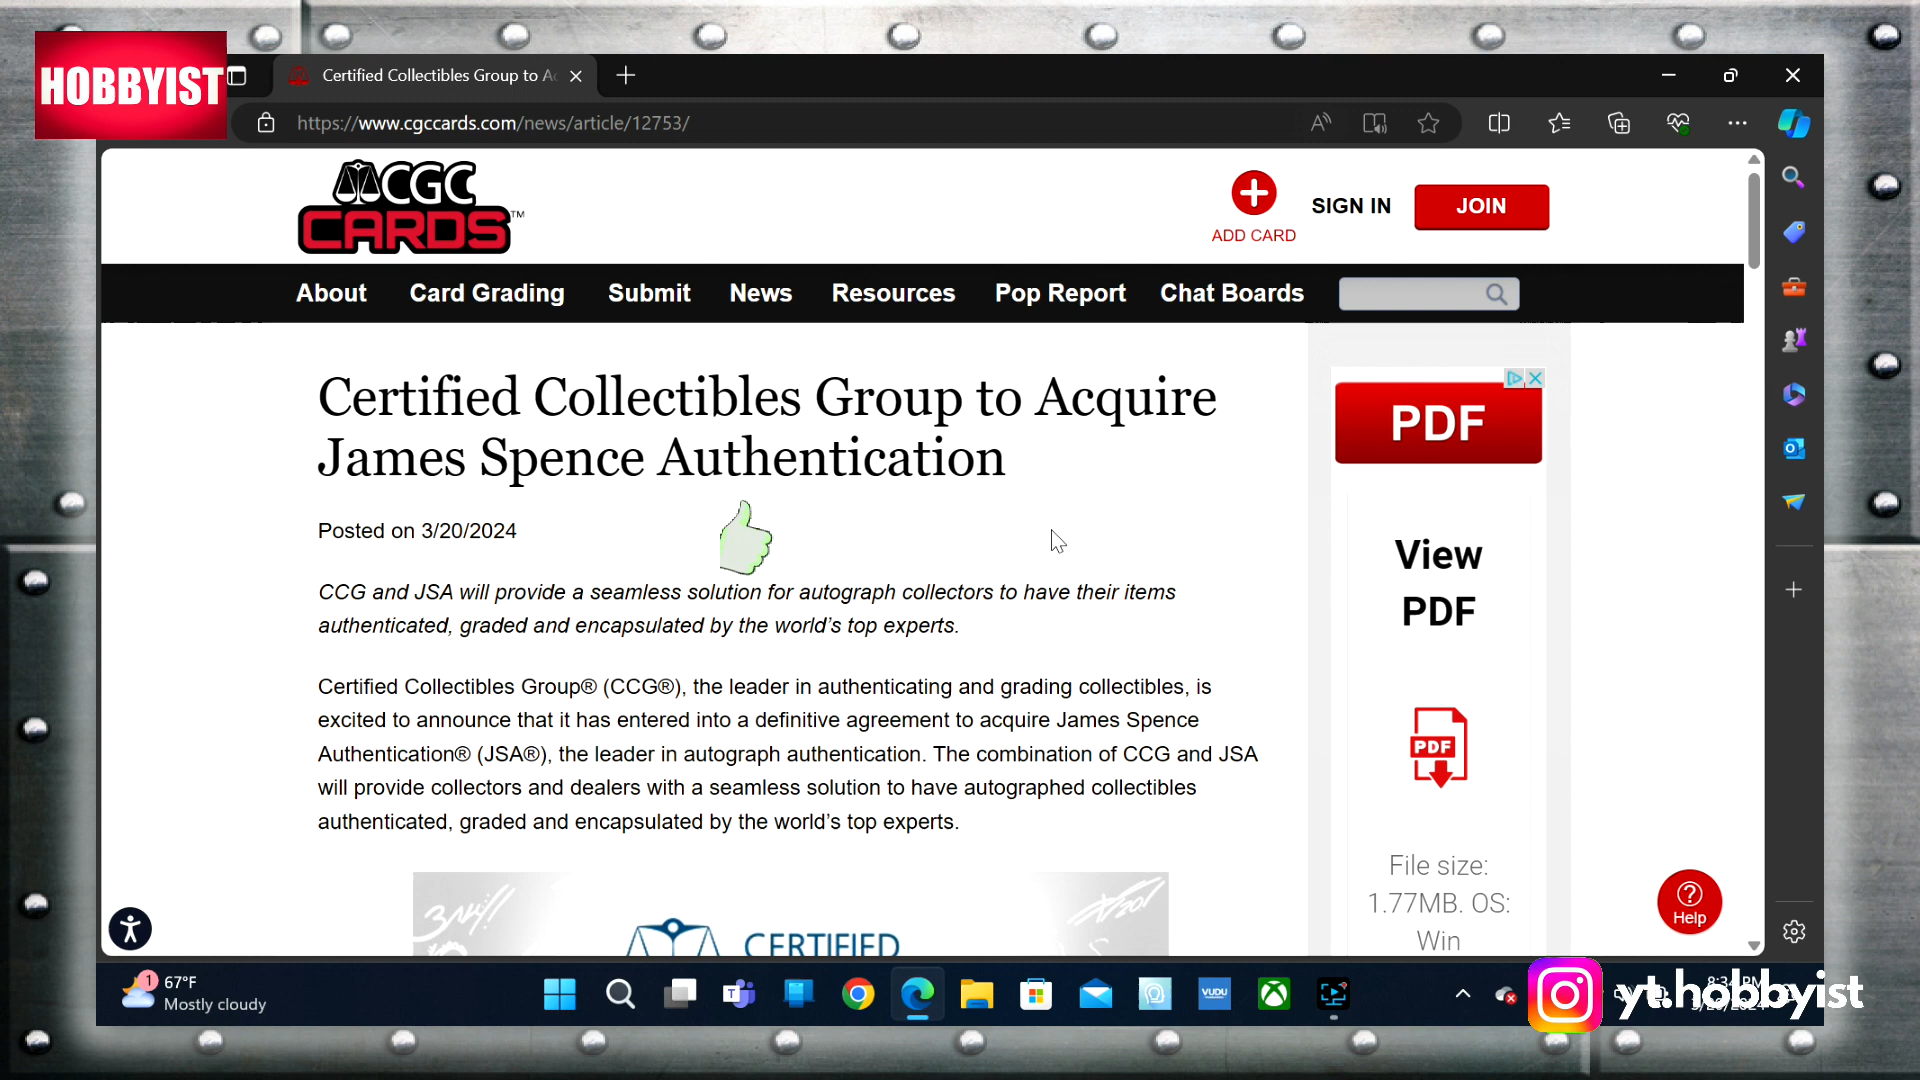 HOBBYIST
Certified Collectibles Group to Ac
https://www.cgccards.com/news/article/12753/
CGC
CARDS™
ADD CARD
SIGN IN
JOIN
About Card Grading Submit News Resources Pop Report Chat Boards
Certified Collectibles Group to Acquire
James Spence Authentication
Posted on 3/20/2024
CCG and JSA will provide a seamless solution for autograph collectors to have their items
authenticated, graded and encapsulated by the world’s top experts.
Certified Collectibles Group® (CCG®), the leader in authenticating and grading collectibles, is
excited to announce that it has entered into a definitive agreement to acquire James Spence
Authentication® (JSA®), the leader in autograph authentication. The combination of CCG and JSA
will provide collectors and dealers with a seamless solution to have autographed collectibles
authenticated, graded and encapsulated by the world’s top experts.
CERTIFIED
PDF
View
PDF
PDF
File size:
1.77MB. OS:
Win
Help
1
67°F
Mostly cloudy
VUDU
yt.hobbyist